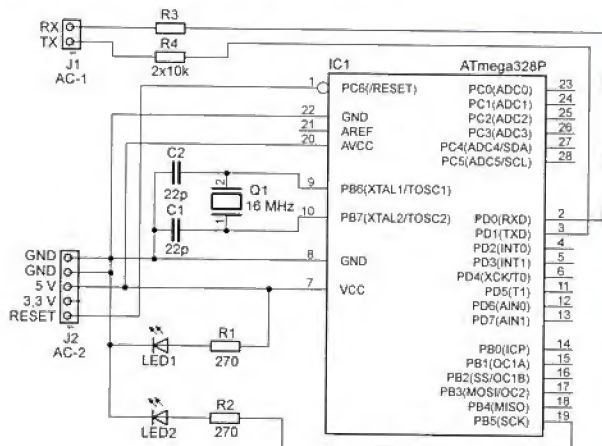 RX
TX
J1
AC-1
R3
R4
2x10k
IC1
ATmega328P
1
PC6(/RESET)
22
GND
21
AREF
20
AVCC
9
PB6(XTAL1/TOSC1)
10
PB7(XTAL2/TOSC2)
8
GND
7
VCC
PC0(ADC0)
23
PC1(ADC1)
24
PC2(ADC2)
25
PC3(ADC3)
26
PC4(ADC4/SDA)
27
PC5(ADC5/SCL)
28
PD0(RXD)
2
PD1(TXD)
3
PD2(INT0)
4
PD3(INT1)
5
PD4(XCK/T0)
6
PD5(T1)
11
PD6(AIN0)
12
PD7(AIN1)
13
PB0(ICP)
14
PB1(OC1A)
15
PB2(SS/OC1B)
16
PB3(MOSI/OC2)
17
PB4(MISO)
18
PB5(SCK)
19
C2
22p
C1
22p
2
1
Q1
16 MHz
GND
GND
5 V
3,3 V
RESET
J2
AC-2
LED1
R1
270
LED2
R2
270